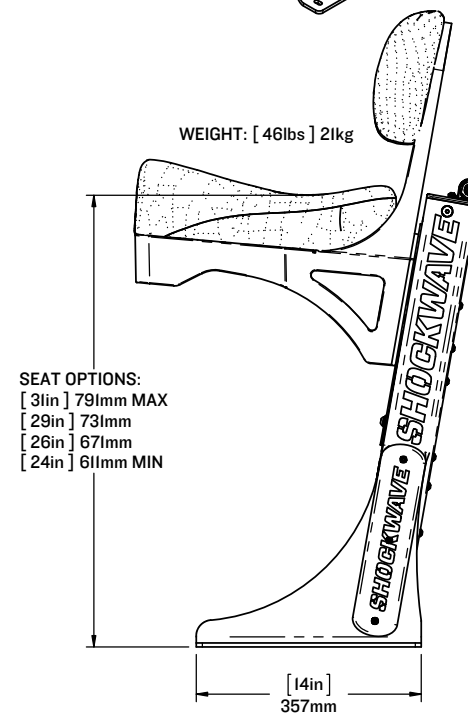 WEIGHT: [ 46lbs ] 21kg
SHOCKWAVE
SEAT OPTIONS:
[ 31in ] 791mm MAX
[ 29in ] 731mm
[ 26in ] 671mm
[ 24in ] 611mm MIN
SHOCKWAVE
[14in]
357mm